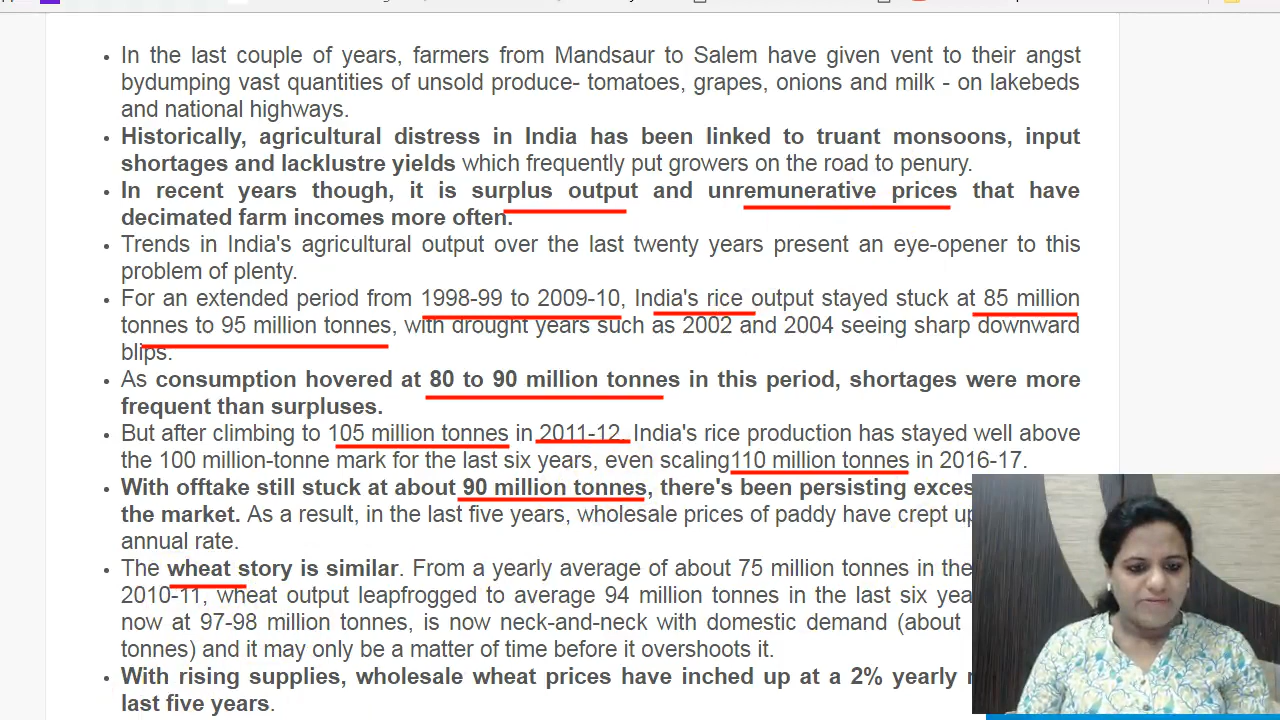 In the last couple of years, farmers from Mandsaur to Salem have given vent to their angst
bydumping vast quantities of unsold produce- tomatoes, grapes, onions and milk - on lakebeds
and national highways.
Historically, agricultural distress in India has been linked to truant monsoons, input
shortages and lacklustre yields which frequently put growers on the road to penury.
In recent years though, it is surplus output and unremunerative prices that have
decimated farm incomes more often.
Trends in India's agricultural output over the last twenty years present an eye-opener to this
problem of plenty.
For an extended period from 1998-99 to 2009-10, India's rice output stayed stuck at 85 million
tonnes to 95 million tonnes, with drought years such as 2002 and 2004 seeing sharp downward
blips.
As consumption hovered at 80 to 90 million tonnes in this period, shortages were more
frequent than surpluses.
But after climbing to 105 million tonnes in 2011-12, India's rice production has stayed well above
the 100 million-tonne mark for the last six years, even scaling110 million tonnes in 2016-17.
With offtake still stuck at about 90 million tonnes, there's been persisting
the market. As a result, in the last five years, wholesale prices of paddy have crept
annual rate.
The wheat story is similar. From a yearly average of about 75 million tonnes in the
2010-11, wheat output leapfrogged to average 94 million tonnes in the last six
now at 97-98 million tonnes, is now neck-and-neck with domestic demand (about
tonnes) and it may only be a matter of time before it overshoots it.
With rising supplies, wholesale wheat prices have inched up at a 2% yearly
last five years.